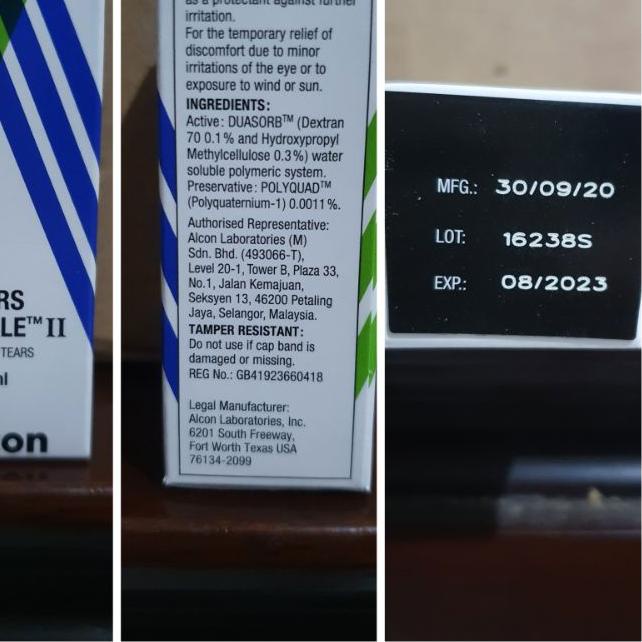 RS
LE™ II
TEARS
on
as a protectant against further
irritation.
For the temporary relief of
discomfort due to minor
irritations of the eye or to
exposure to wind or sun.
INGREDIENTS:
Active: DUASORB™ (Dextran
70 0.1% and Hydroxypropyl
Methylcellulose 0.3%) water
soluble polymeric system.
Preservative: POLYQUAD™
(Polyquaternium-1) 0.0011%.
Authorised Representative:
Alcon Laboratories (M)
Sdn. Bhd. (493066-T),
Level 20-1, Tower B, Plaza 33,
No.1, Jalan Kemajuan,
Seksyen 13, 46200 Petaling
Jaya, Selangor, Malaysia.
TAMPER RESISTANT:
Do not use if cap band is
damaged or missing.
REG No.: GB41923660418
Legal Manufacturer:
Alcon Laboratories, Inc.
6201 South Freeway,
Fort Worth Texas USA
76134-2099
MFG.: 30/09/20
LOT: 16238S
EXP.: 08/2023